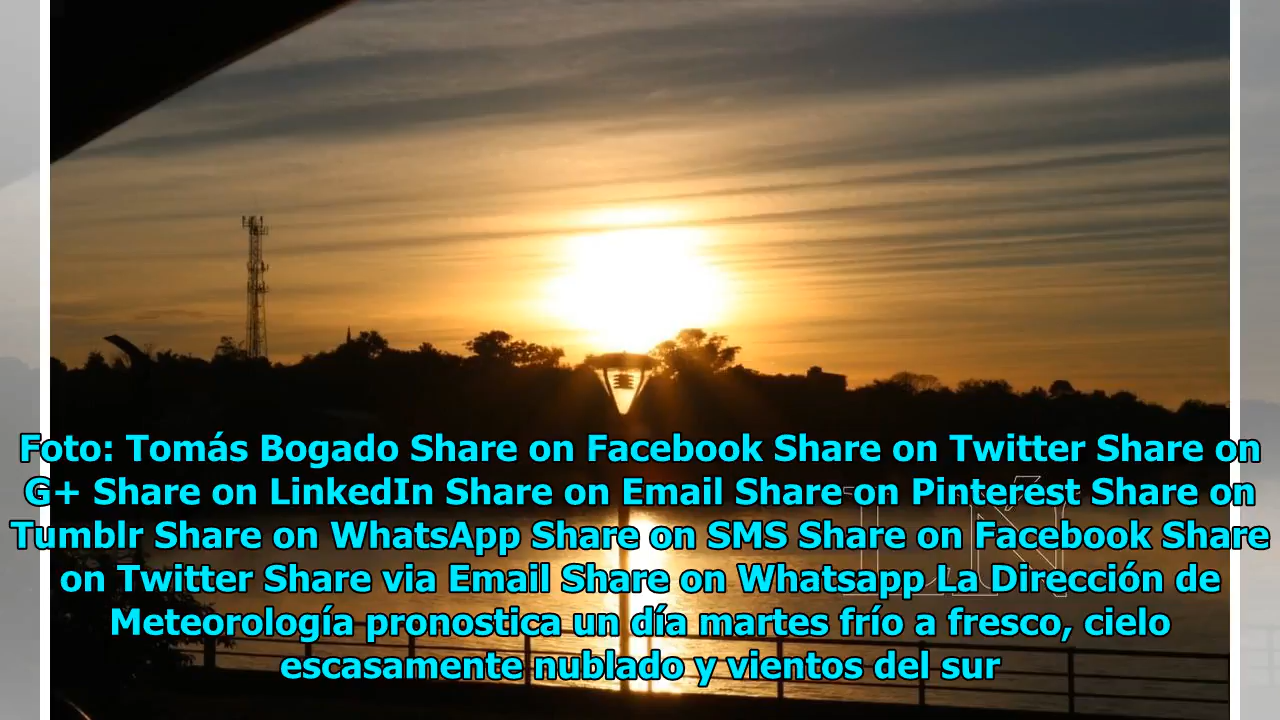 Foto: Tomás Bogado Share on Facebook Share on Twitter Share on
G+ Share on LinkedIn Share on Email Share on Pinterest Share on
Tumblr Share on WhatsApp Share on SMS Share on Facebook Share
on Twitter Share via Email Share on Whatsapp La Dirección de
Meteorología pronostica un día martes frío a fresco, cielo
escasamente nublado y vientos del sur